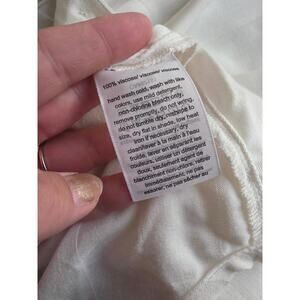 100% viscose/ viscose/ viscosa
hand wash cold, wash with like
colors, use mild detergent,
non-chlorine bleach only,
remove promptly, do not wring,
do not tumble dry, reshape to
size, dry flat in shade, low heat
iron if necessary, dry
clean/laver à la main à l'eau
froide, laver en séparant les
couleurs, utiliser un détergent
doux, seulement agent de
blanchiment non-chlore, retirer
immédiatement, ne pas
essorer, ne pas sécher au